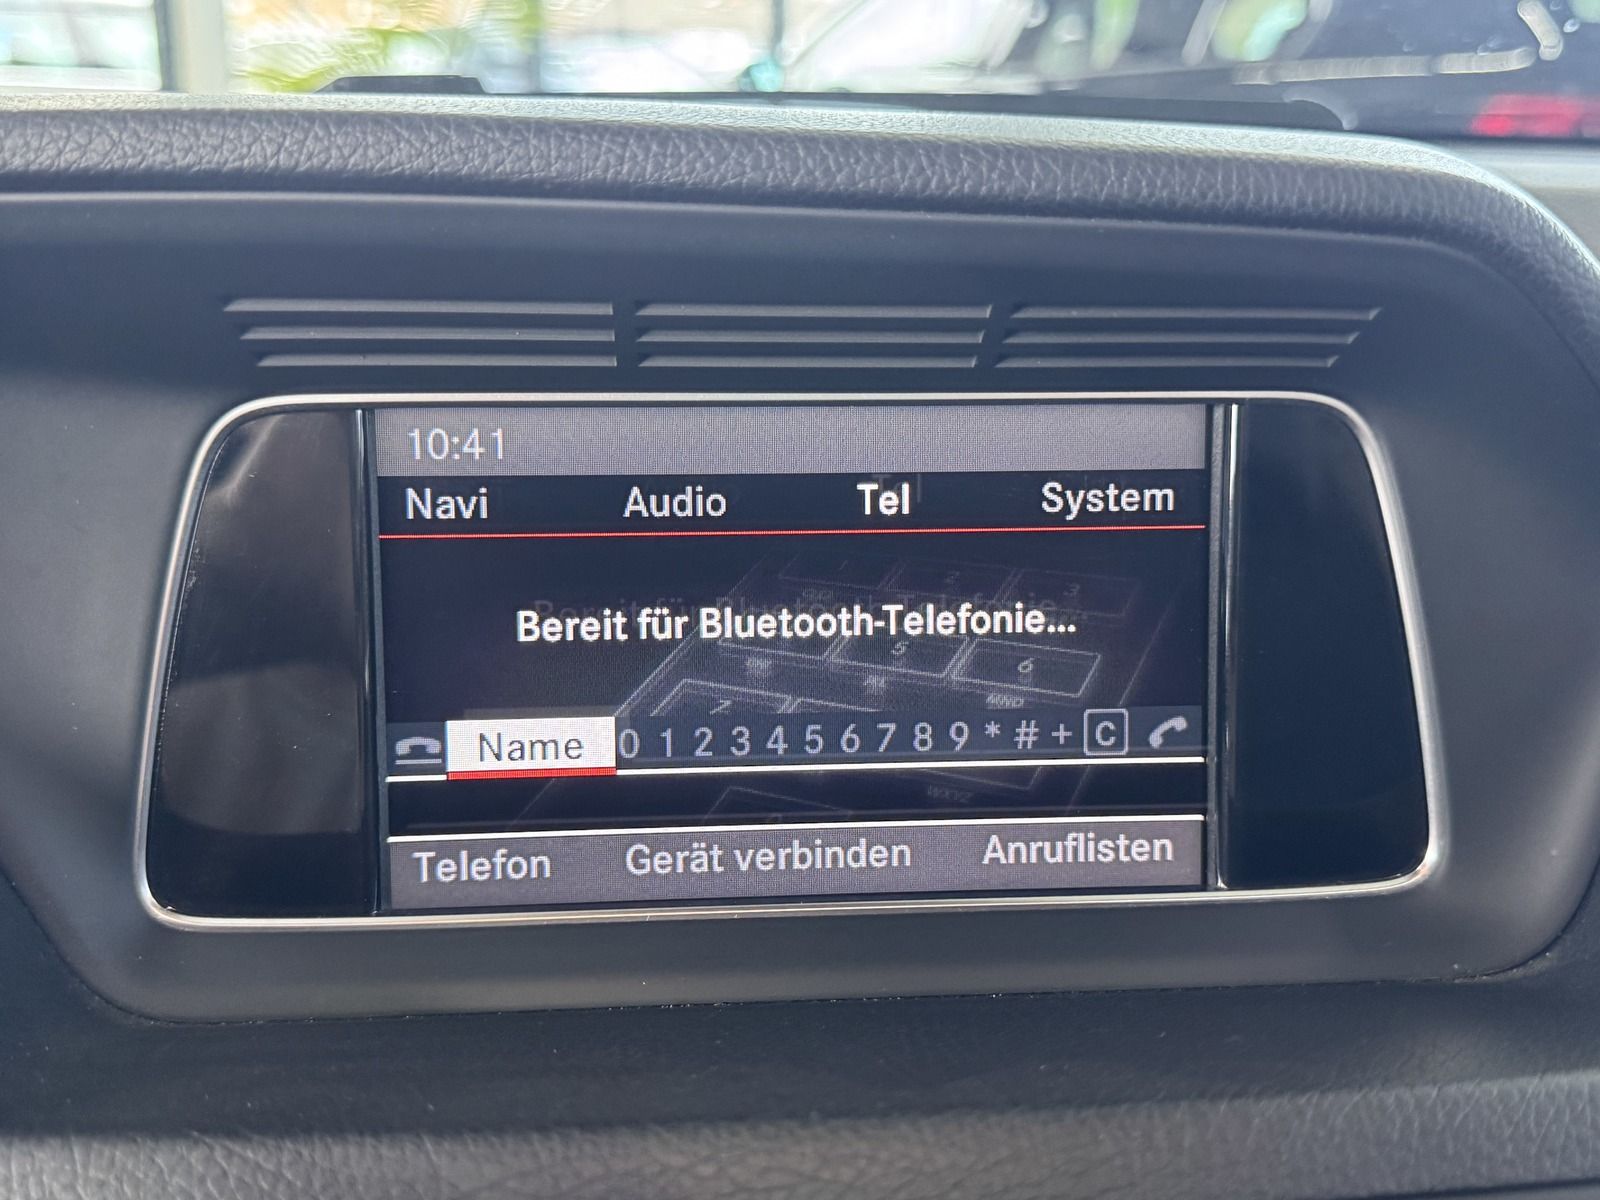 10:41
Navi Audio Tel System
Bereit für Bluetooth-Telefonie...
Name 0 1 2 3 4 5 6 7 8 9 * # + C
Telefon Gerät verbinden Anruflisten